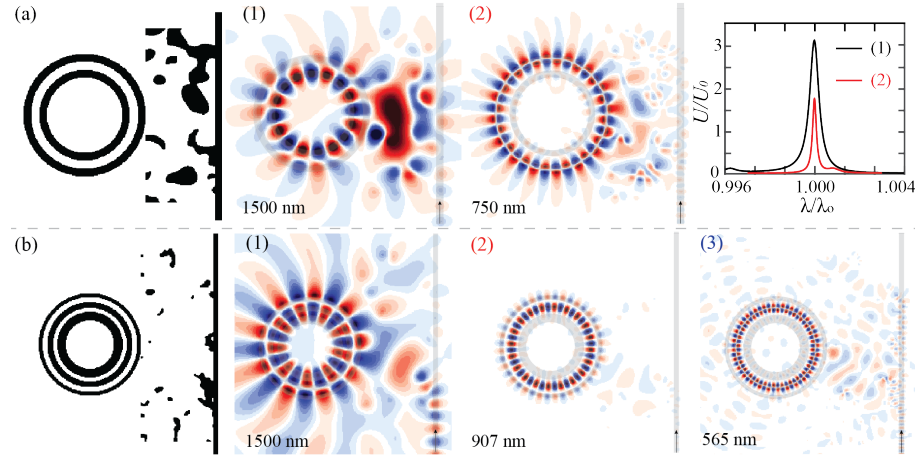 (a)
(1)
1500 nm
(2)
750 nm
U/Uo
3
2
1
0
(1)
(2)
0.996
1.000
1.004
λ/λo
(b)
(1)
1500 nm
(2)
907 nm
(3)
565 nm